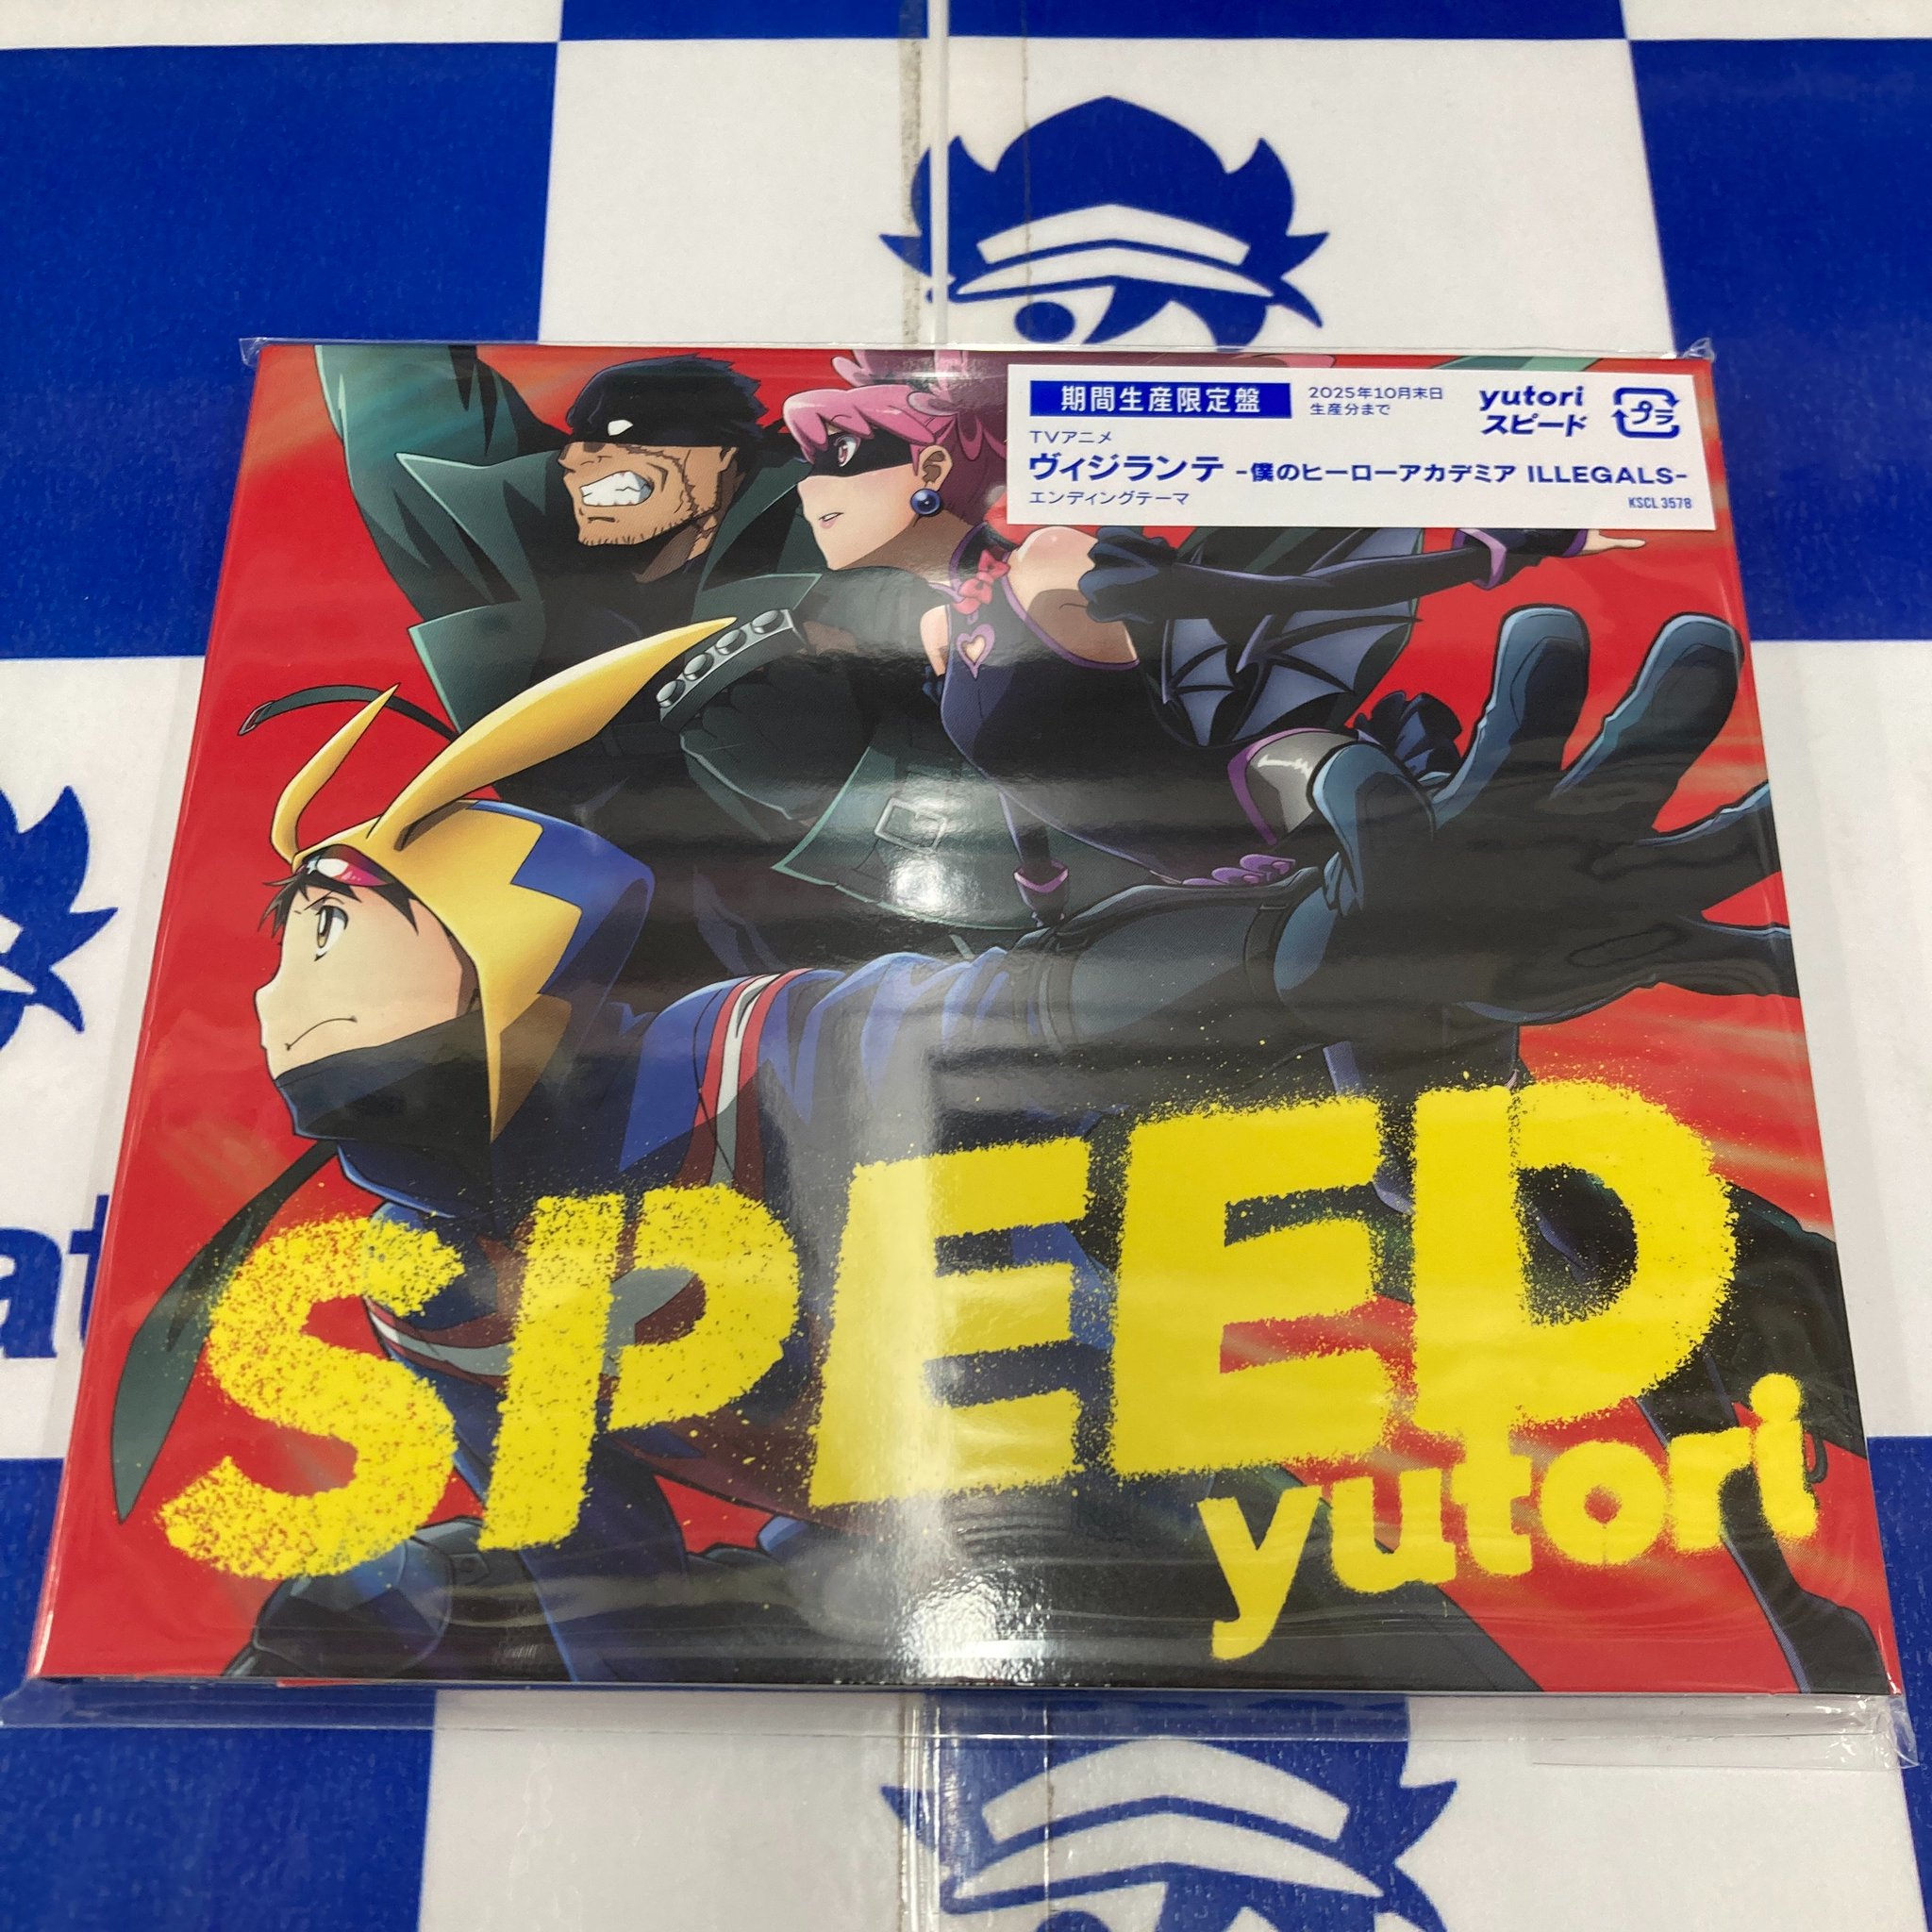 期間生産限定盤
2025年10月末日
生産分まで
yutori
スピード
プラ
TVアニメ
ヴィジランテ -僕のヒーローアカデミア ILLEGALS-
エンディングテーマ
KSCL 3578
SPEED
yutori